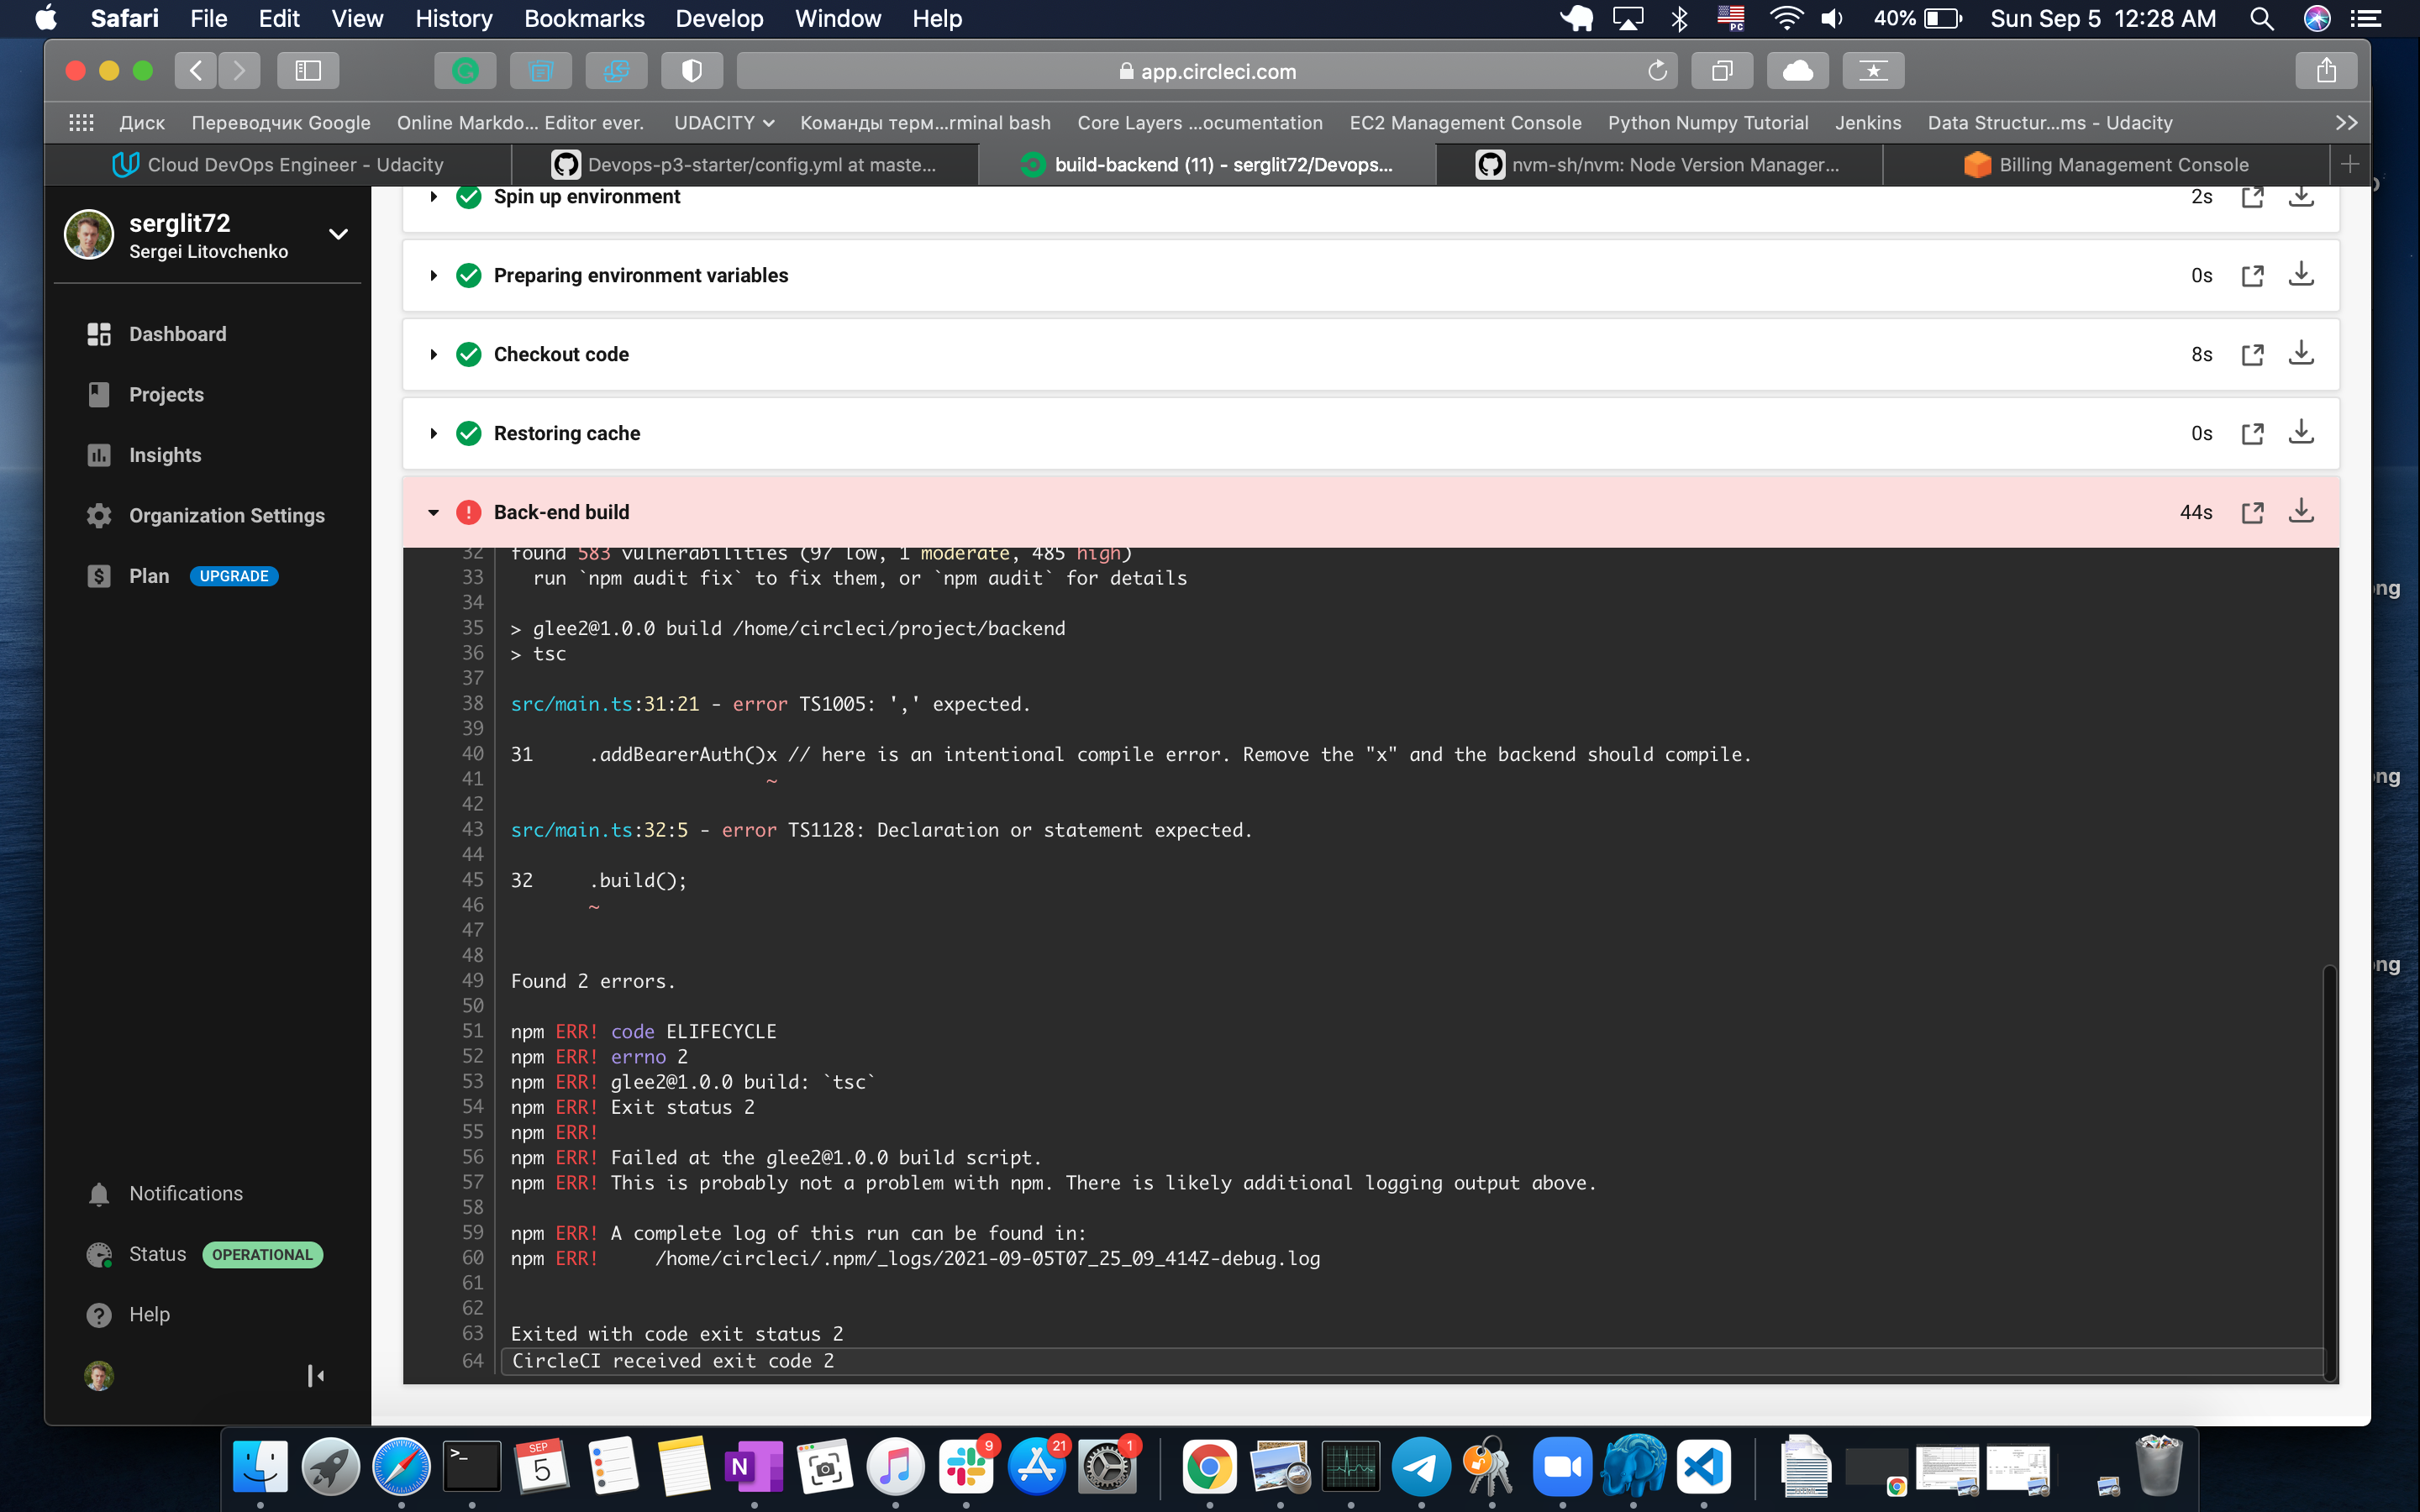 Safari File Edit View History Bookmarks Develop Window Help PC 40% Sun Sep 5 12:28 AM
app.circleci.com
Диск Переводчик Google Online Markdo... Editor ever. UDACITY Команды терм...rminal bash Core Layers ...ocumentation EC2 Management Console Python Numpy Tutorial Jenkins Data Structur...ms - Udacity
Cloud DevOps Engineer - Udacity Devops-p3-starter/config.yml at maste... build-backend (11) - serglit72/Devops... nvm-sh/nvm: Node Version Manager... Billing Management Console
serglit72
Sergei Litovchenko
Dashboard
Projects
Insights
Organization Settings
Plan UPGRADE
Notifications
Status OPERATIONAL
Help
Spin up environment 2s
Preparing environment variables 0s
Checkout code 8s
Restoring cache 0s
Back-end build 44s
32 found 583 vulnerabilities (97 low, 1 moderate, 485 high)
33 run `npm audit fix` to fix them, or `npm audit` for details
34
35 > glee2@1.0.0 build /home/circleci/project/backend
36 > tsc
37
38 src/main.ts:31:21 - error TS1005: ',' expected.
39
40 31 .addBearerAuth()x // here is an intentional compile error. Remove the "x" and the backend should compile.
41 ~
42
43 src/main.ts:32:5 - error TS1128: Declaration or statement expected.
44
45 32 .build();
46 ~
47
48
49 Found 2 errors.
50
51 npm ERR! code ELIFECYCLE
52 npm ERR! errno 2
53 npm ERR! glee2@1.0.0 build: `tsc`
54 npm ERR! Exit status 2
55 npm ERR!
56 npm ERR! Failed at the glee2@1.0.0 build script.
57 npm ERR! This is probably not a problem with npm. There is likely additional logging output above.
58
59 npm ERR! A complete log of this run can be found in:
60 npm ERR! /home/circleci/.npm/_logs/2021-09-05T07_25_09_414Z-debug.log
61
62
63 Exited with code exit status 2
64 CircleCI received exit code 2
ng
ng
ng
SEP
5
N
9
21
1